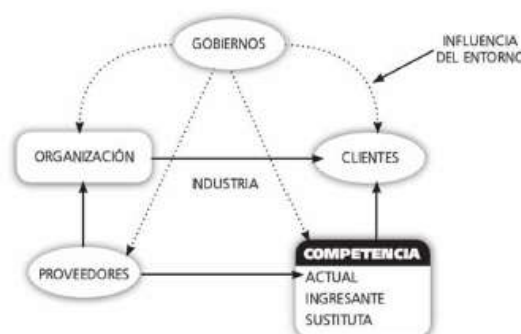 GOBIERNOS
INFLUENCIA
DEL ENTORNO
ORGANIZACIÓN
CLIENTES
INDUSTRIA
PROVEEDORES
COMPETENCIA
ACTUAL
INGRESANTE
SUSTITUTA